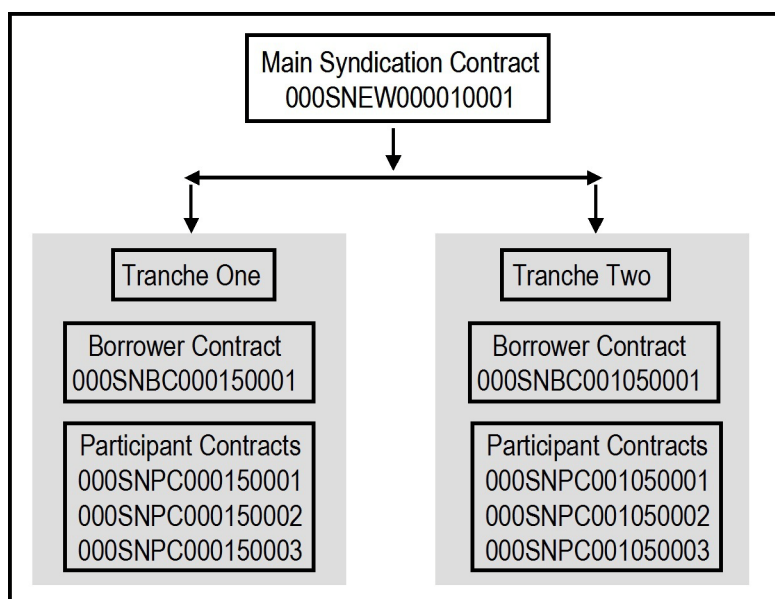 Main Syndication Contract
000SNEW000010001
Tranche One
Borrower Contract
000SNBC000150001
Participant Contracts
000SNPC000150001
000SNPC000150002
000SNPC000150003
Tranche Two
Borrower Contract
000SNBC001050001
Participant Contracts
000SNPC001050001
000SNPC001050002
000SNPC001050003